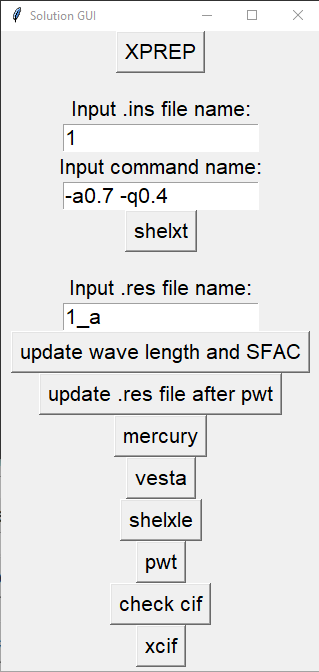 Solution GUI
XPREP
Input .ins file name:
1
Input command name:
-a0.7 -q0.4
shelxt
Input .res file name:
1_a
update wave length and SFAC
update .res file after pwt
mercury
vesta
shelxle
pwt
check cif
xcif